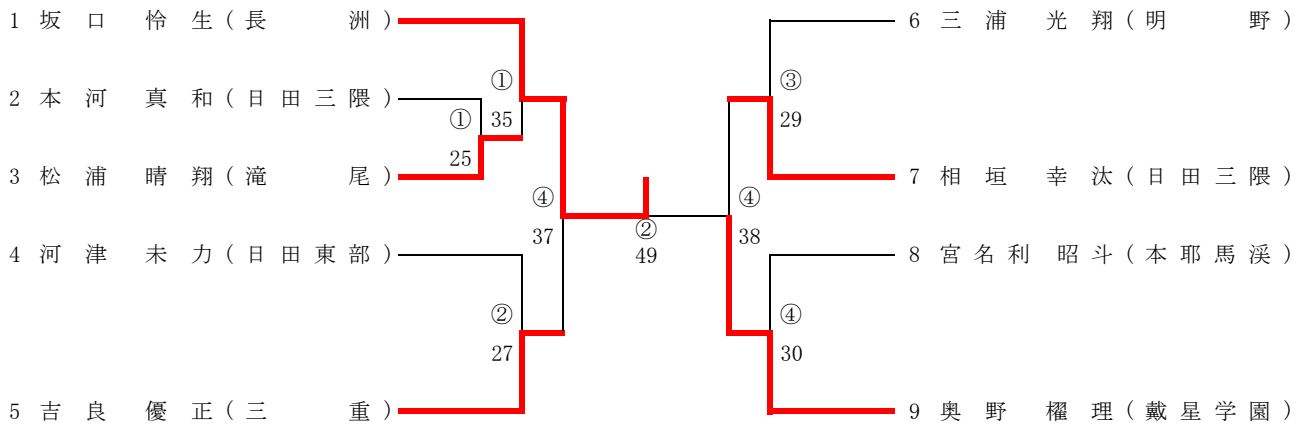 1 坂口 怜生(長洲)
2 本河 真和(日田三隈)
3 松浦 晴翔(滝尾)
4 河津 未力(日田東部)
5 吉良 優正(三重)
①
35
①
25
④
37
②
27
②
49
③
29
④
38
④
30
6 三浦 光翔(明野)
7 相垣 幸汰(日田三隈)
8 宮名利 昭斗(本耶馬渓)
9 奥野 櫂理(戴星学園)